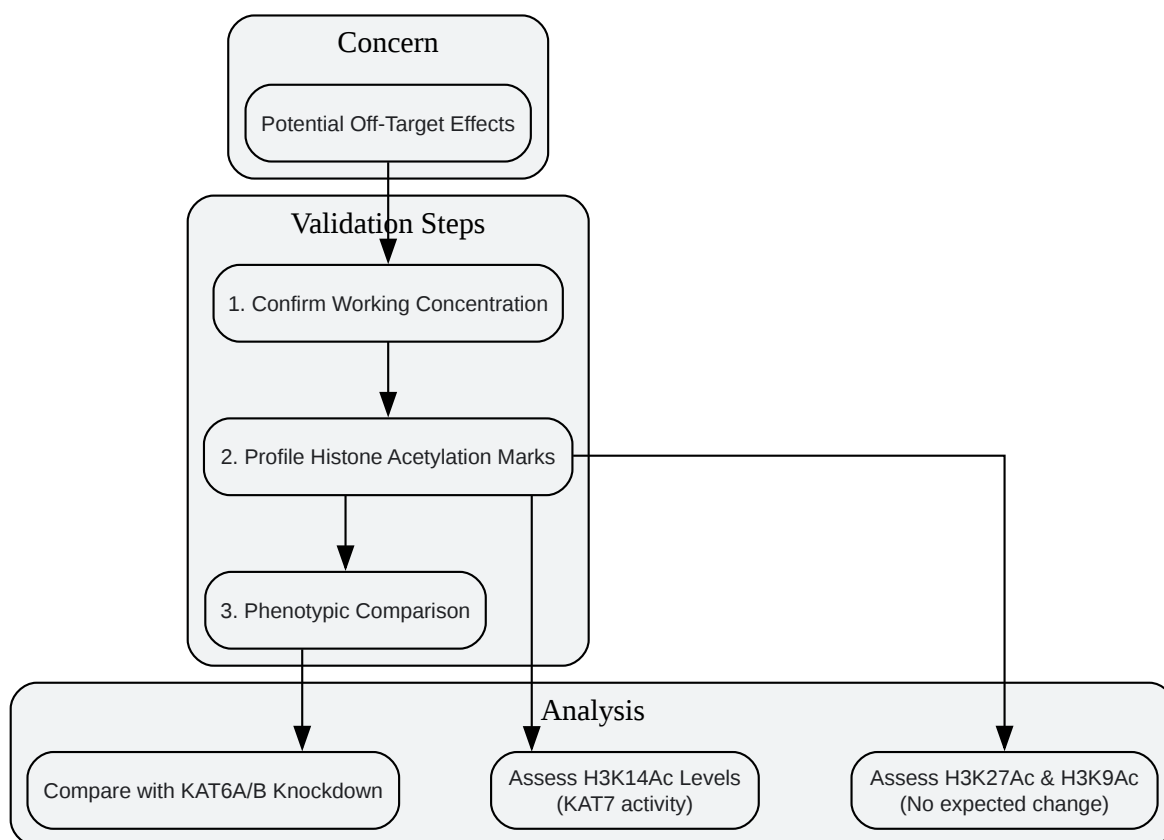 Concern
Potential Off-Target Effects
Validation Steps
1. Confirm Working Concentration
2. Profile Histone Acetylation Marks
3. Phenotypic Comparison
Analysis
Compare with KAT6A/B Knockdown
Assess H3K14Ac Levels
(KAT7 activity)
Assess H3K27Ac & H3K9Ac
(No expected change)